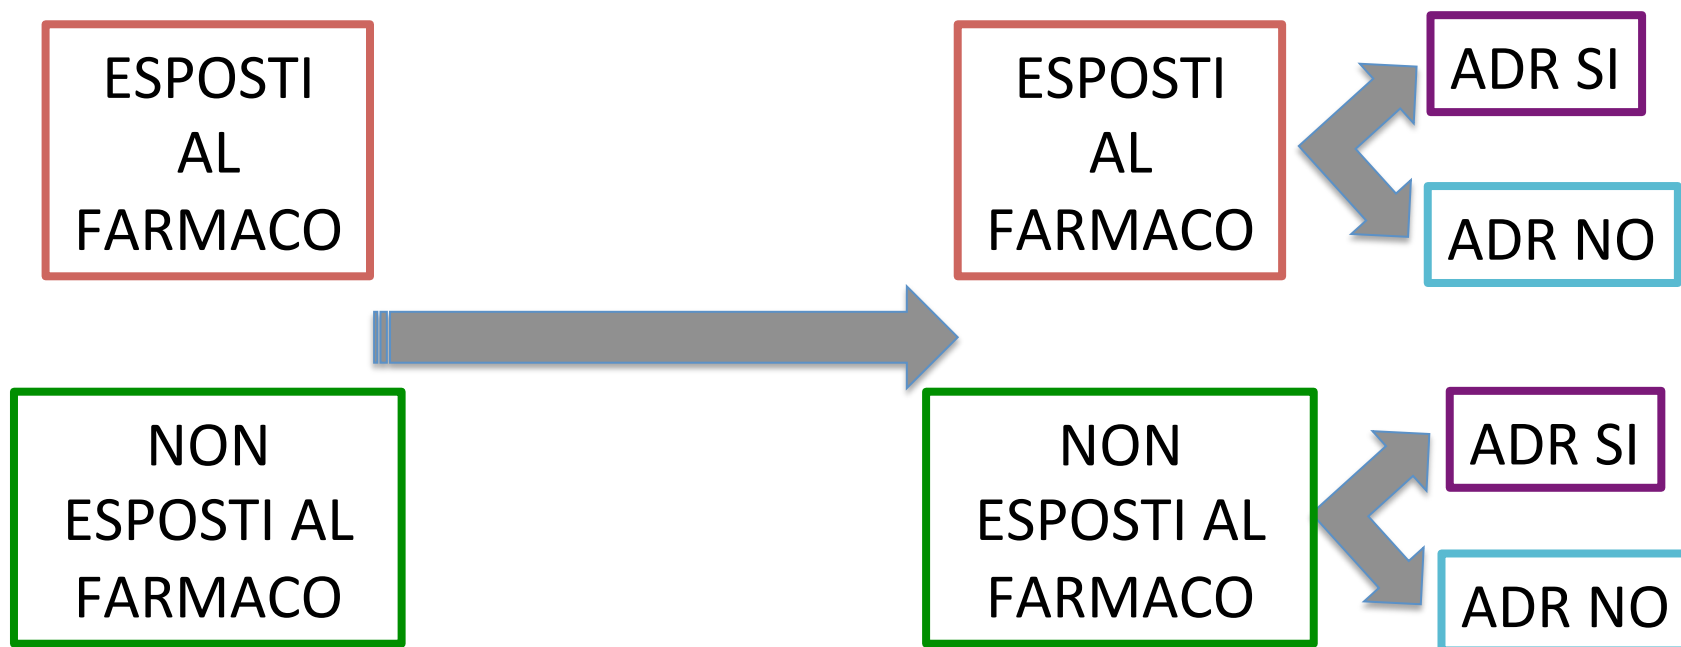 ESPOSTI
AL
FARMACO
ESPOSTI
AL
FARMACO
ADR SI
ADR NO
NON
ESPOSTI AL
FARMACO
NON
ESPOSTI AL
FARMACO
ADR SI
ADR NO